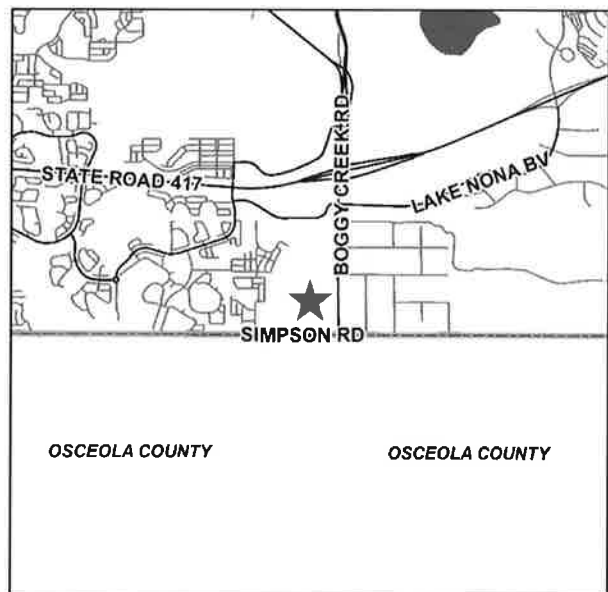 BOGGY CREEK RD
STATE ROAD 417
LAKE NONA BV
SIMPSON RD
OSCEOLA COUNTY
OSCEOLA COUNTY